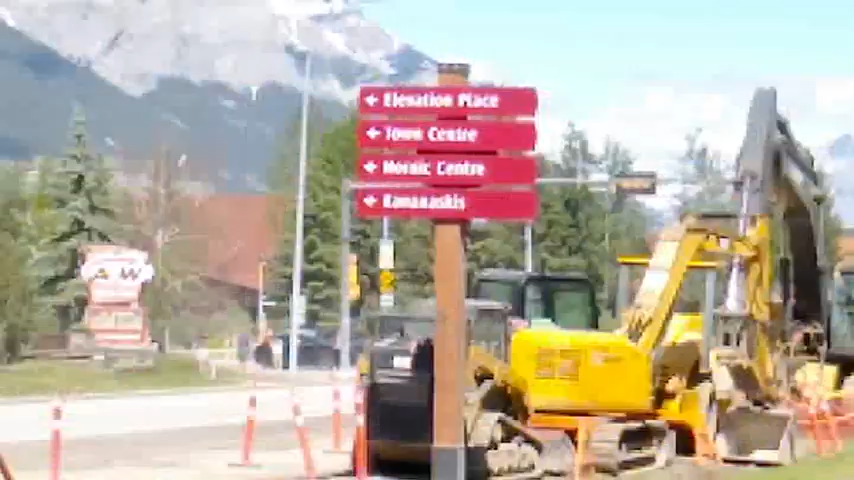 ← Elevation Place
← Town Centre
← Nordic Centre
← Kananaskis
A&W